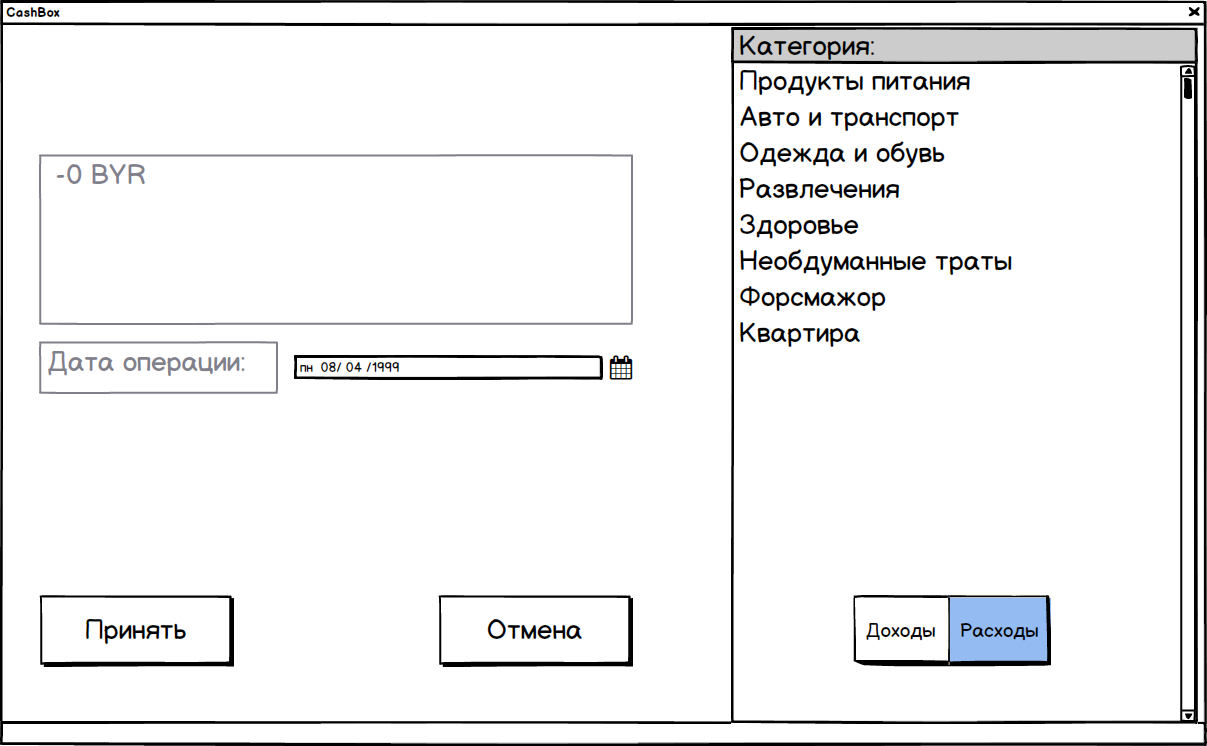 CashBox
-0 BYR
Дата операции:
пн 08/ 04 /1999
Принять
Отмена
Категория:
Продукты питания
Авто и транспорт
Одежда и обувь
Развлечения
Здоровье
Необдуманные траты
Форсмажор
Квартира
Доходы
Расходы